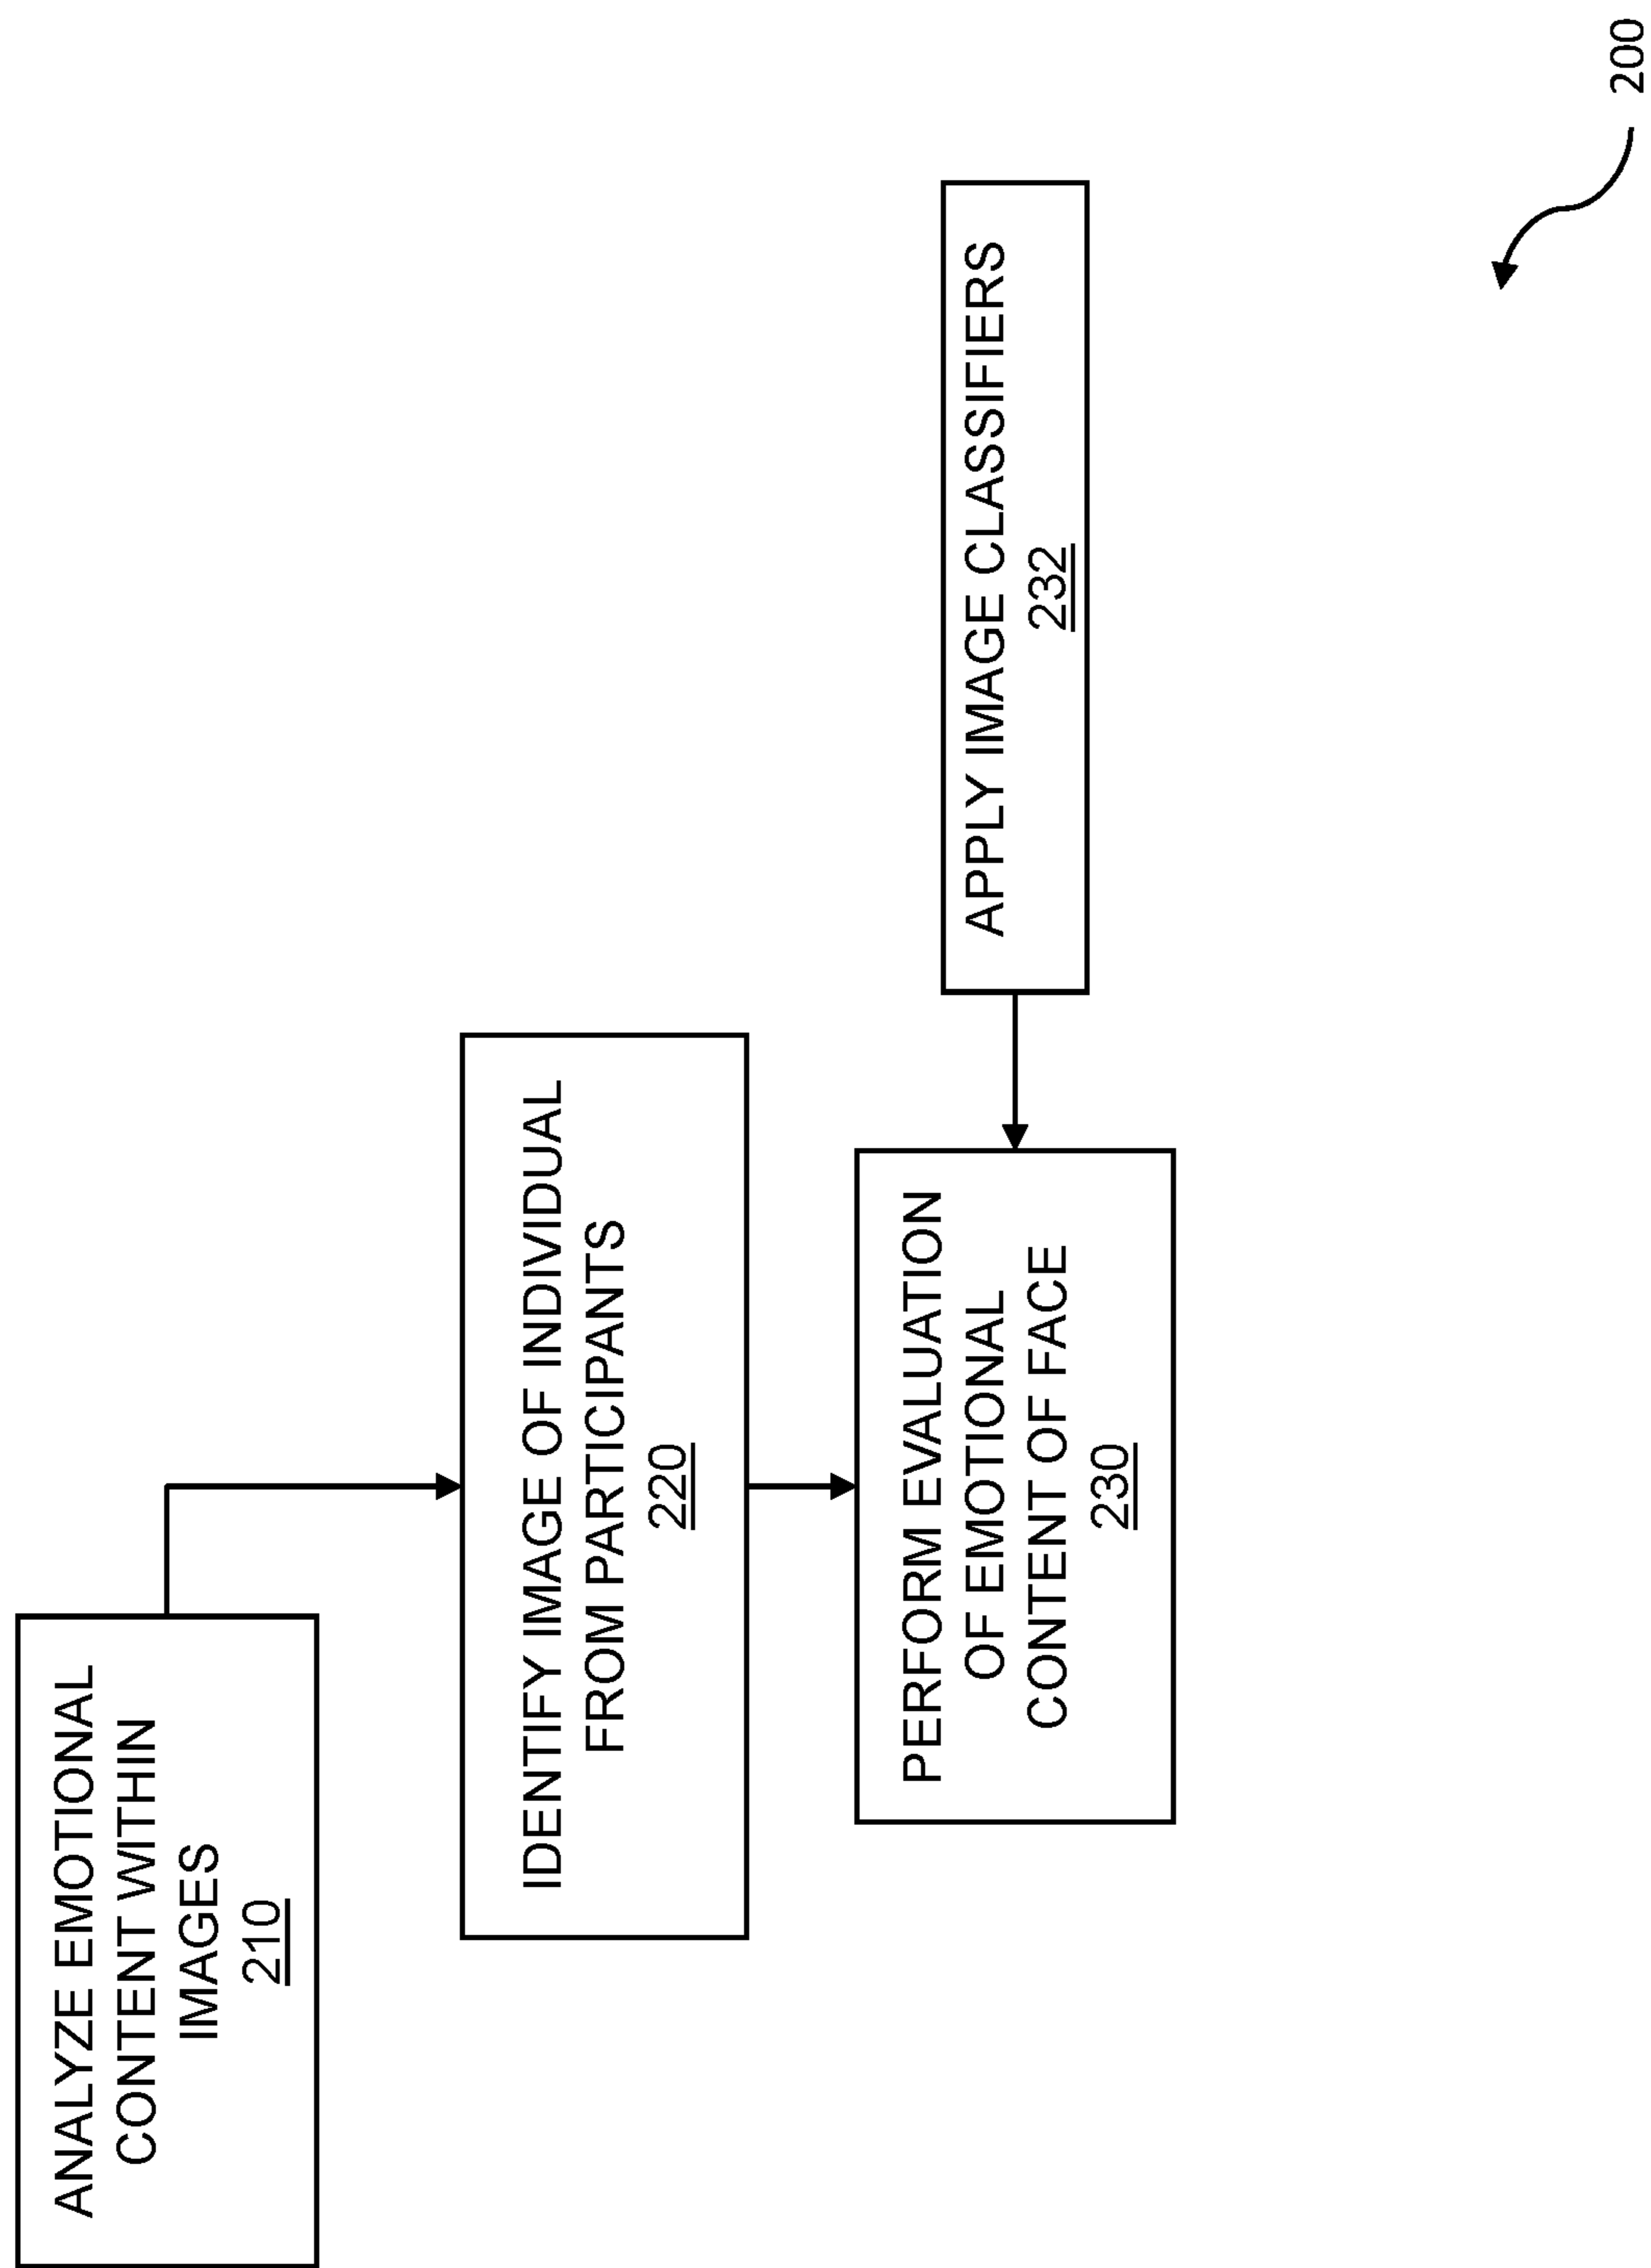 ANALYZE EMOTIONAL
CONTENT WITHIN
IMAGES
210
IDENTIFY IMAGE OF INDIVIDUAL
FROM PARTICIPANTS
220
PERFORM EVALUATION
OF EMOTIONAL
CONTENT OF FACE
230
APPLY IMAGE CLASSIFIERS
232
200